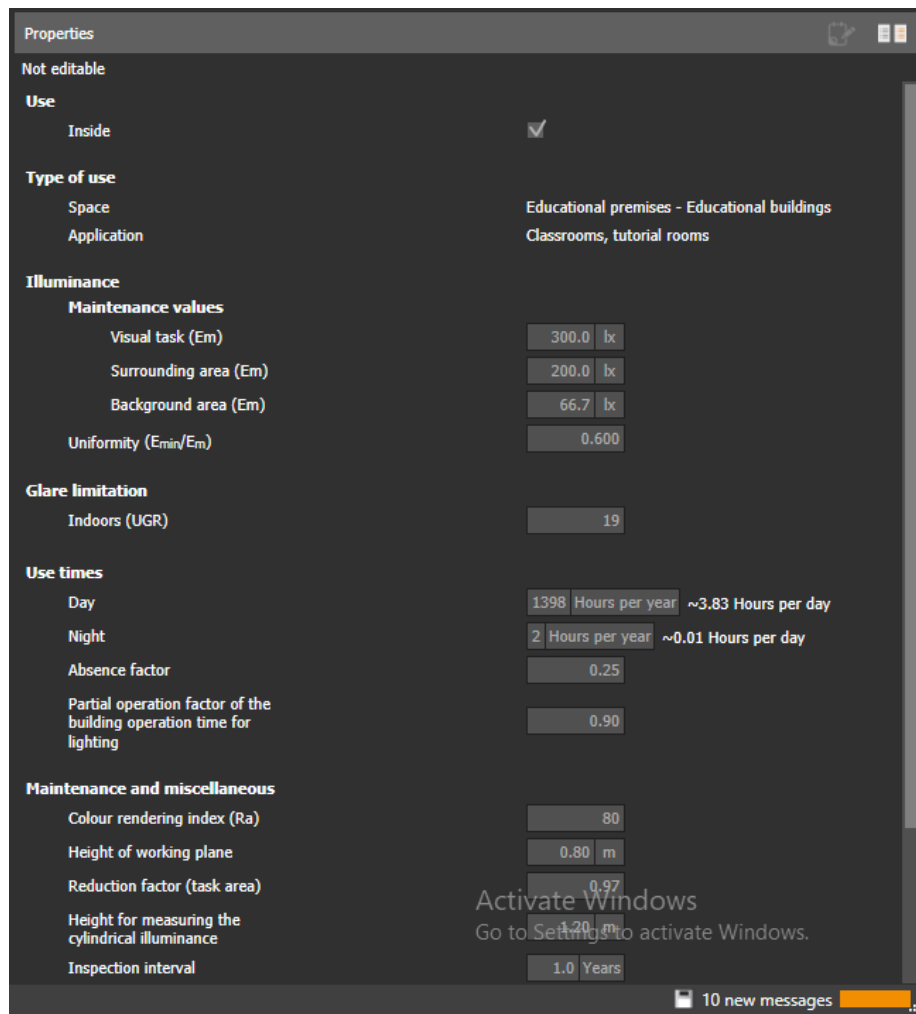 Properties
Not editable
Use
Inside
Type of use
Space Educational premises - Educational buildings
Application Classrooms, tutorial rooms
Illuminance
Maintenance values
Visual task (Em) 300.0 lx
Surrounding area (Em) 200.0 lx
Background area (Em) 66.7 lx
Uniformity (Emin/Em) 0.600
Glare limitation
Indoors (UGR) 19
Use times
Day 1398 Hours per year ~3.83 Hours per day
Night 2 Hours per year ~0.01 Hours per day
Absence factor 0.25
Partial operation factor of the
building operation time for 0.90
lighting
Maintenance and miscellaneous
Colour rendering index (Ra) 80
Height of working plane 0.80 m
Reduction factor (task area) 0.97
Activate Windows
Height for measuring the
cylindrical illuminance 1.20 m
Go to Settings to activate Windows.
Inspection interval 1.0 Years
10 new messages